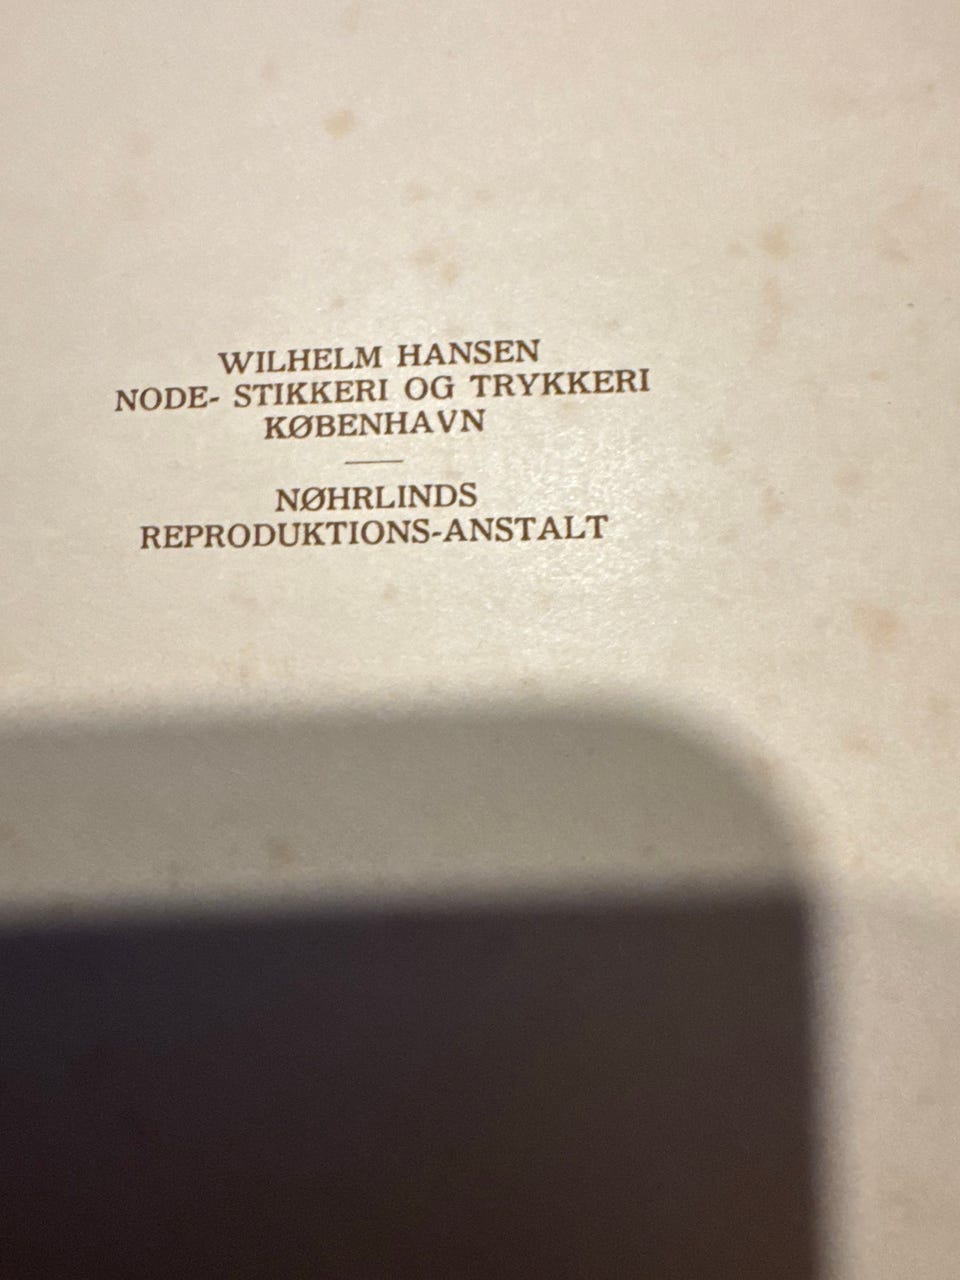 WILHELM HANSEN
NODE- STIKKERI OG TRYKKERI
KØBENHAVN
NØHRLINDS
REPRODUKTIONS-ANSTALT